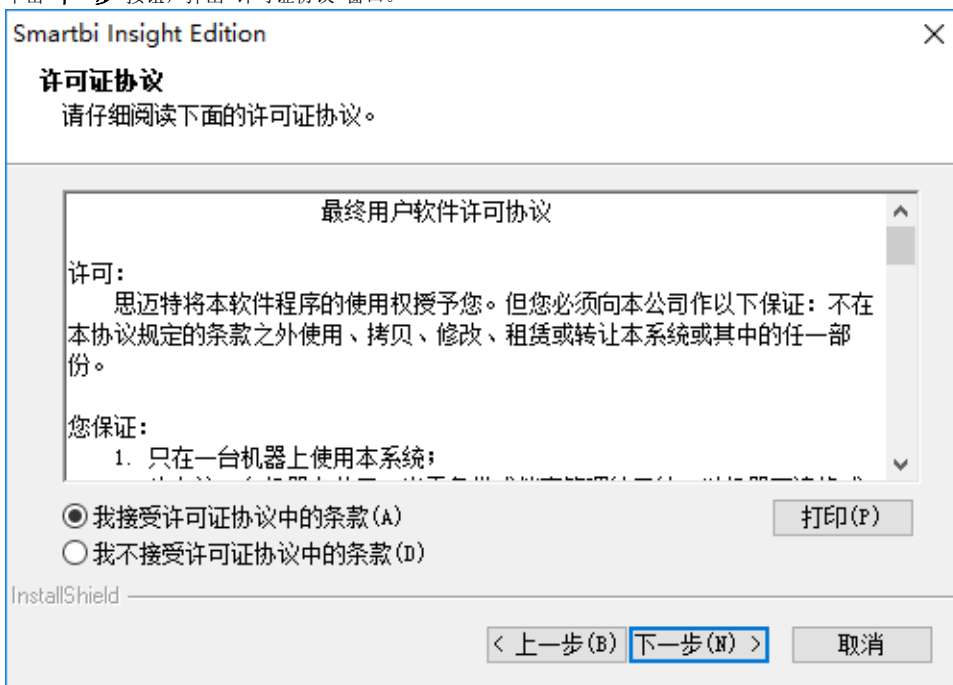 Smartbi Insight Edition
许可证协议
请仔细阅读下面的许可证协议。
最终用户软件许可协议
许可：
思迈特将本软件程序的使用权授予您。但您必须向本公司作以下保证：不在
本协议规定的条款之外使用、拷贝、修改、租赁或转让本系统或其中的任一部
份。
您保证：
1. 只在一台机器上使用本系统；
我接受许可证协议中的条款(A)
打印(P)
我不接受许可证协议中的条款(D)
InstallShield
< 上一步(B)
下一步(N) >
取消